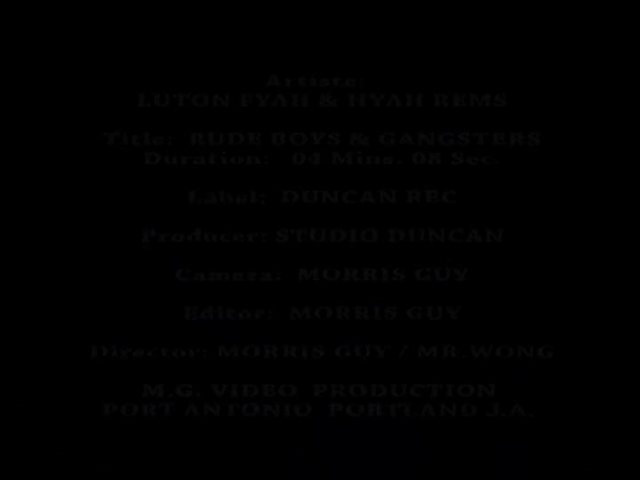 Artiste:
LUTON FYAH & HYAH REMS
Title: RUDE BOYS & GANGSTERS
Duration: 04 Mins. 08 Sec
Label: DUNCAN REC
Producer: STUDIO DUNCAN
Camera: MORRIS GUY
Editor: MORRIS GUY
Director: MORRIS GUY / MR.WONG
M.G. VIDEO PRODUCTION
PORT ANTONIO PORTLAND J.A.